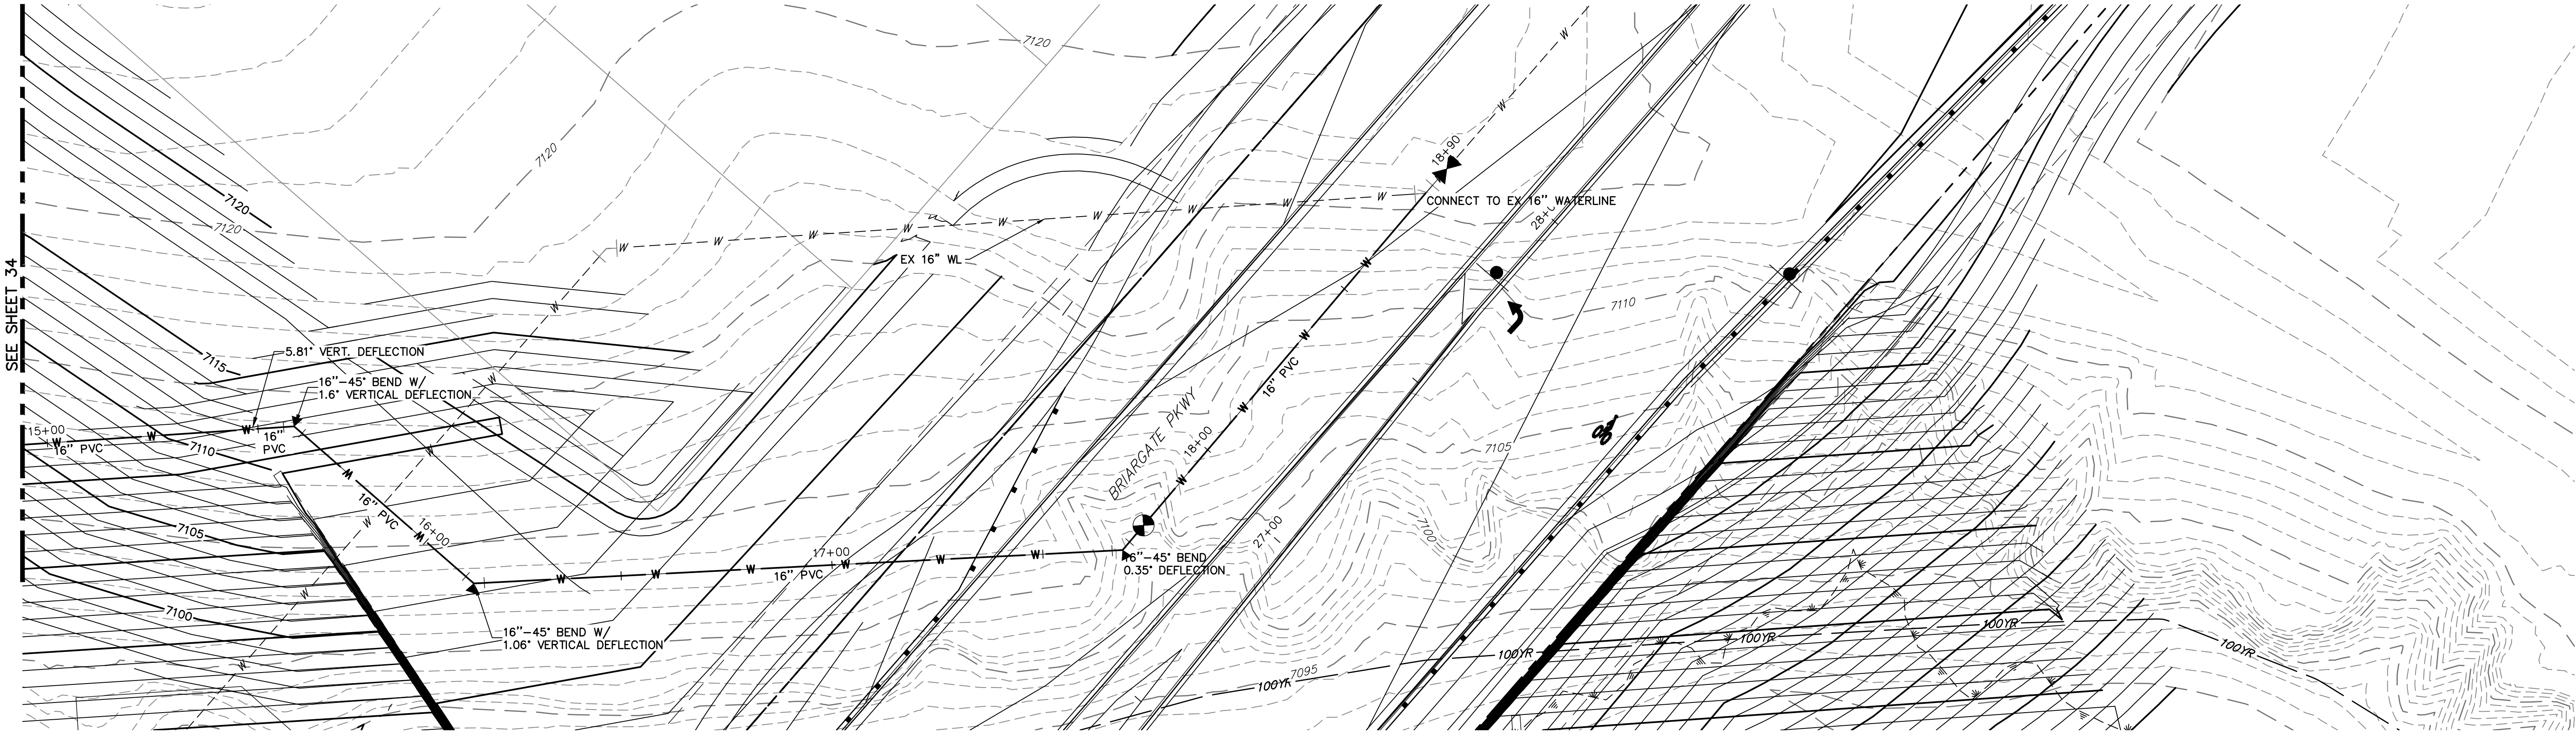 SEE SHEET 34
7120
7120
7120
7120
18+90
CONNECT TO EX 16" WATERLINE
EX 16" WL
7115
7110
5.81° VERT. DEFLECTION
16"-45° BEND W/
1.6° VERTICAL DEFLECTION
16" PVC
BRIARGATE PKWY
15+00
16" PVC
16"
PVC
7110
18+00
7105
16" PVC
16+00
7105
27+00
7100
17+00
16" PVC
16"-45° BEND
0.35° DEFLECTION
7100
16"-45° BEND W/
1.06° VERTICAL DEFLECTION
100YR
100YR
100YR
100YR
100YR
7095
W W W W W W W W W
W W W W W W W W
W W W W W W W W W W
W W W W